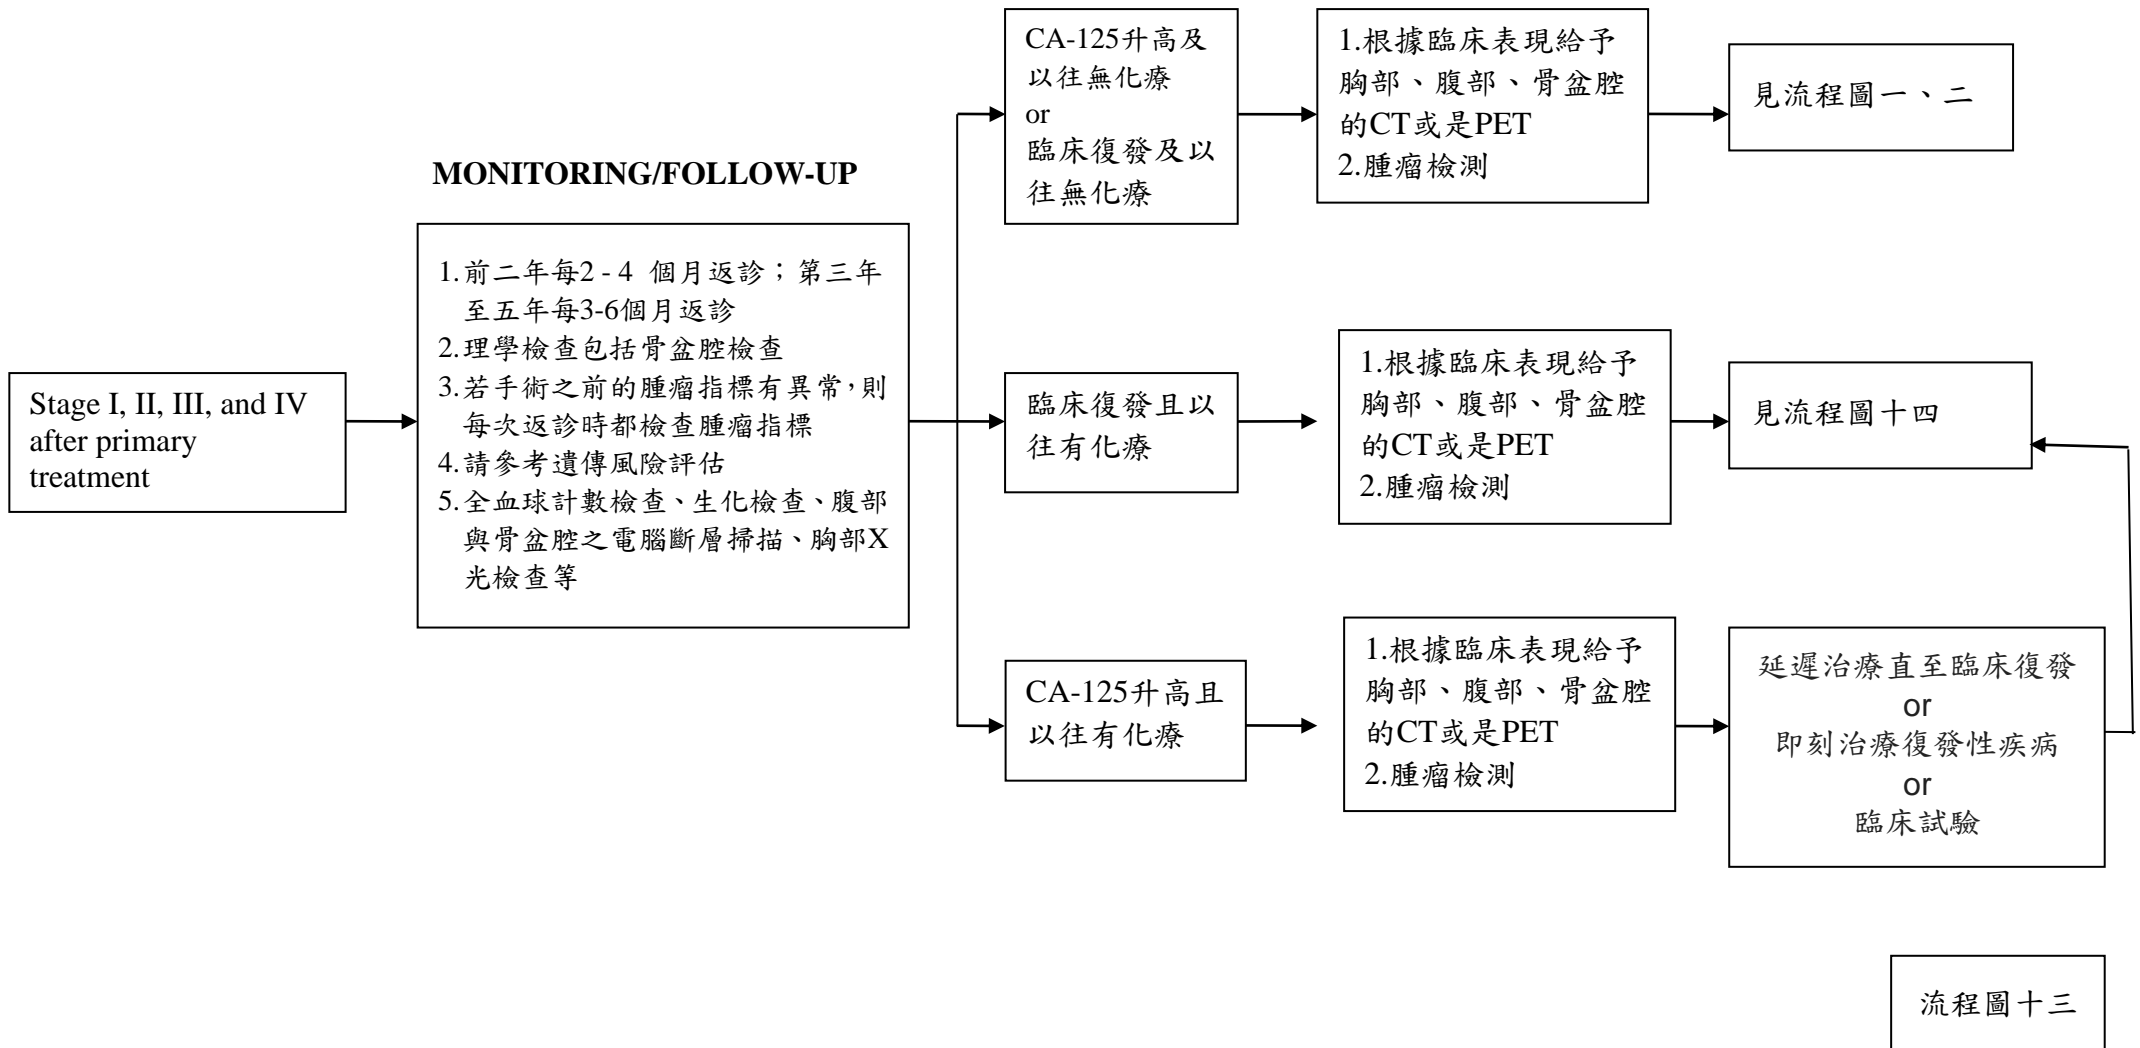 Stage I, II, III, and IV
after primary
treatment
MONITORING/FOLLOW-UP
1.前二年每2 - 4 個月返診；第三年
至五年每3-6個月返診
2.理學檢查包括骨盆腔檢查
3.若手術之前的腫瘤指標有異常，則
每次返診時都檢查腫瘤指標
4.請參考遺傳風險評估
5.全血球計數檢查、生化檢查、腹部
與骨盆腔之電腦斷層掃描、胸部X
光檢查等
CA-125升高及
以往無化療
or
臨床復發及以
往無化療
1.根據臨床表現給予
胸部、腹部、骨盆腔
的CT或是PET
2.腫瘤檢測
見流程圖一、二
臨床復發且以
往有化療
1.根據臨床表現給予
胸部、腹部、骨盆腔
的CT或是PET
2.腫瘤檢測
見流程圖十四
CA-125升高且
以往有化療
1.根據臨床表現給予
胸部、腹部、骨盆腔
的CT或是PET
2.腫瘤檢測
延遲治療直至臨床復發
or
即刻治療復發性疾病
or
臨床試驗
流程圖十三